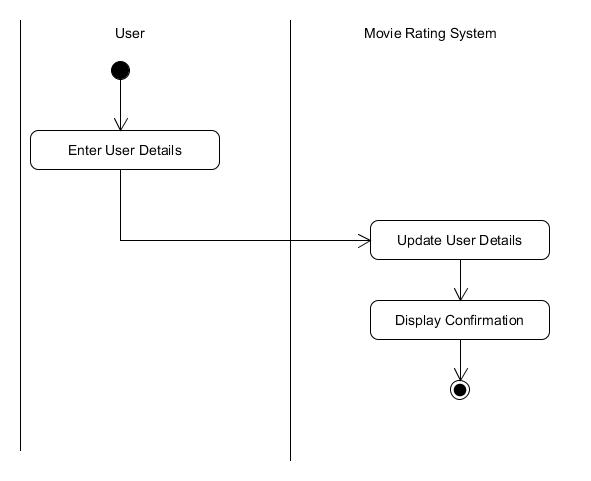 User
Movie Rating System
Enter User Details
Update User Details
Display Confirmation